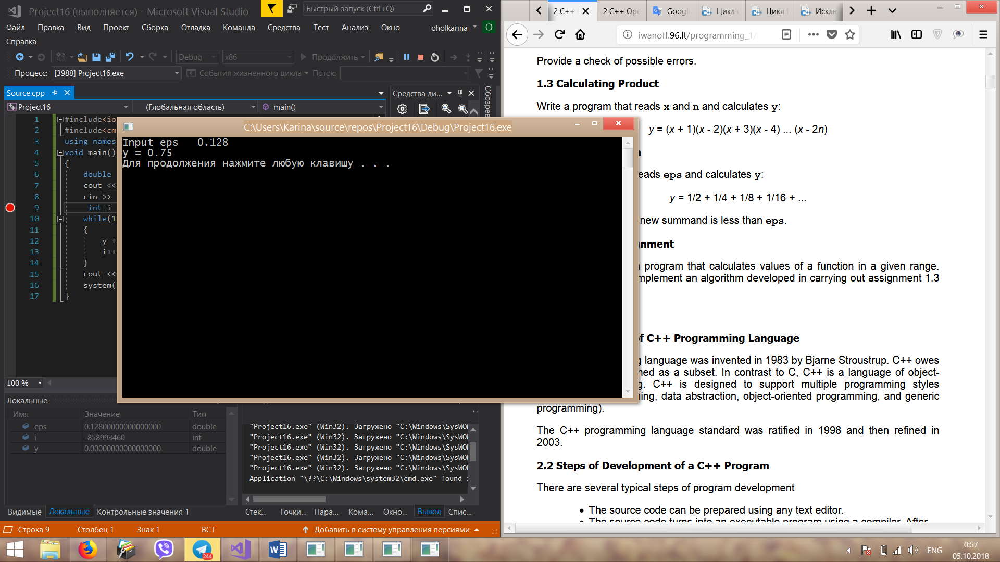 Project16 (выполняется) - Microsoft Visual Studio
Быстрый запуск (Ctrl+Q)
Файл Правка Вид Проект Сборка Отладка Команда Средства Тест Анализ Окно oholkarina O
Справка
Debug x86 Продолжить
Процесс: [3988] Project16.exe События жизненного цикла Поток:
Source.cpp
Средства ди...
Обозрев
Project16 (Глобальная область) main()
1 #include<io
2 #include<cm
3 using names
4 void main()
5 {
6 double
7 cout <<
8 cin >>
9 int i
10 while(1
11 {
12 y +
13 i++
14 }
15 cout <<
16 system(
17 }
100 %
C:\Users\Karina\source\repos\Project16\Debug\Project16.exe
Input eps 0.128
y = 0.75
Для продолжения нажмите любую клавишу . . .
Локальные
Имя Значение Тип
eps 0.12800000000000000 double
i -858993460 int
y 0.00000000000000000 double
"Project16.exe" (Win32). Загружено "C:\Windows\SysWO
"Project16.exe" (Win32). Загружено "C:\Windows\SysWO
"Project16.exe" (Win32). Загружено "C:\Windows\SysWO
"Project16.exe" (Win32). Загружено "C:\Windows\SysWO
"Project16.exe" (Win32). Загружено "C:\Windows\SysWO
Application "\??\C:\Windows\system32\cmd.exe" found
Видимые Локальные Контрольные значения 1
Стек... Точки... Пара... Кома... Окно... Вывод Спис...
Строка 9 Столбец 1 Знак 1 ВСТ Добавить в систему управления версиями
2 C++ 2 C++ Ope Google Цикл Цикл Исклю
iwanoff.96.lt/programming_1/
Provide a check of possible errors.
1.3 Calculating Product
Write a program that reads x and n and calculates y:
y = (x + 1)(x - 2)(x + 3)(x - 4) ... (x - 2n)
n
eads eps and calculates y:
y = 1/2 + 1/4 + 1/8 + 1/16 + ...
new summand is less than eps.
nment
program that calculates values of a function in a given range.
mplement an algorithm developed in carrying out assignment 1.3
f C++ Programming Language
g language was invented in 1983 by Bjarne Stroustrup. C++ owes
ned as a subset. In contrast to C, C++ is a language of object-
g. C++ is designed to support multiple programming styles
ning, data abstraction, object-oriented programming, and generic
programming).
The C++ programming language standard was ratified in 1998 and then refined in
2003.
2.2 Steps of Development of a C++ Program
There are several typical steps of program development
• The source code can be prepared using any text editor.
• The source code turns into an executable program using a compiler. After
244
ENG
0:57
05.10.2018